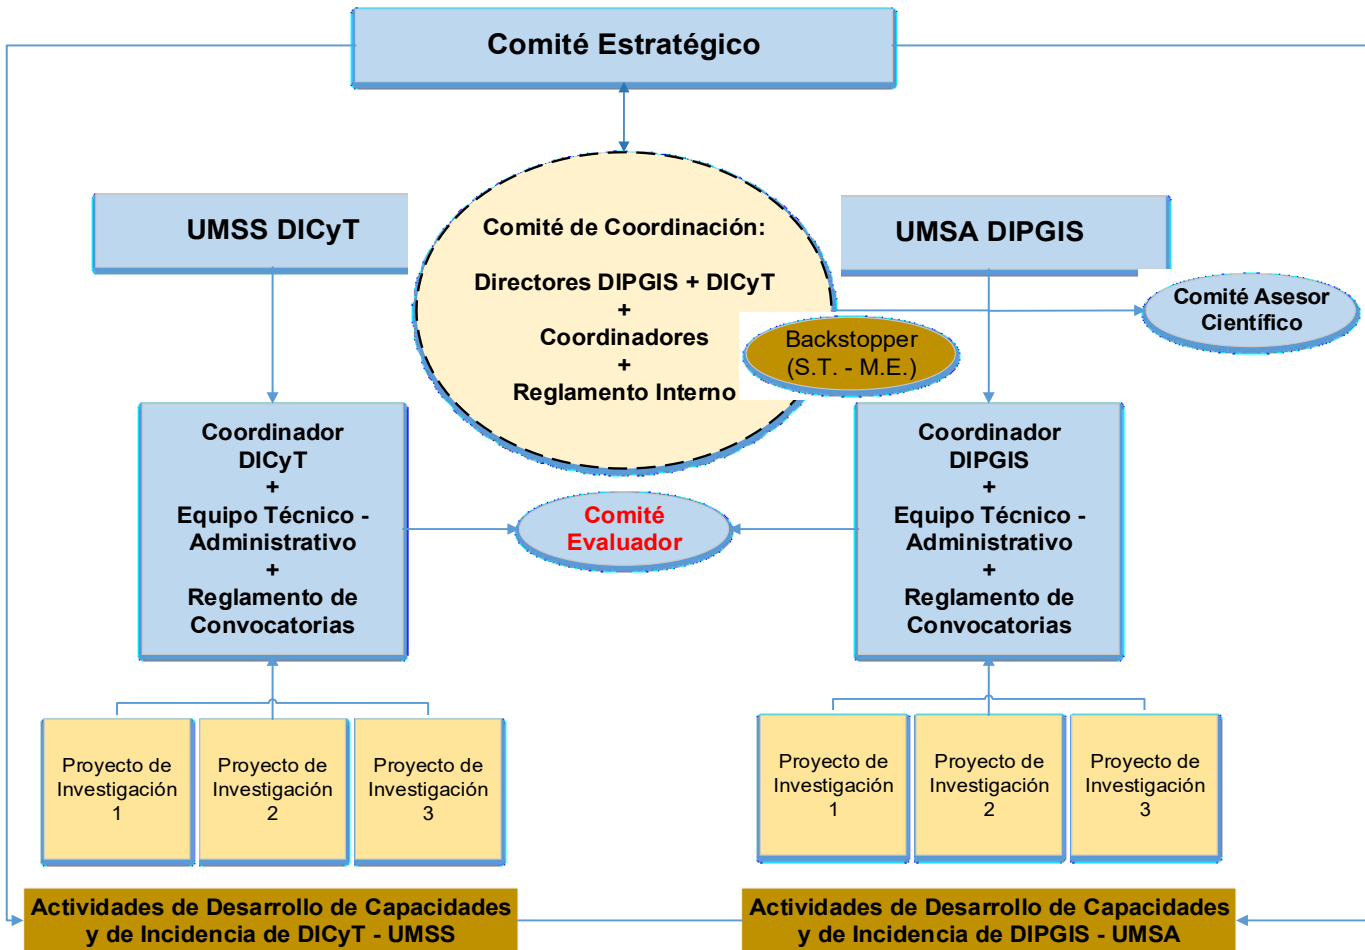 Comité Estratégico
UMSS DICyT
Comité de Coordinación:
Directores DIPGIS + DICyT
+
Coordinadores
+
Reglamento Interno
UMSA DIPGIS
Comité Asesor
Científico
Backstopper
(S.T. - M.E.)
Coordinador
DICyT
+
Equipo Técnico -
Administrativo
+
Reglamento de
Convocatorias
Comité
Evaluador
Coordinador
DIPGIS
+
Equipo Técnico -
Administrativo
+
Reglamento de
Convocatorias
Proyecto de
Investigación
1
Proyecto de
Investigación
2
Proyecto de
Investigación
3
Proyecto de
Investigación
1
Proyecto de
Investigación
2
Proyecto de
Investigación
3
Actividades de Desarrollo de Capacidades
y de Incidencia de DICyT - UMSS
Actividades de Desarrollo de Capacidades
y de Incidencia de DIPGIS - UMSA